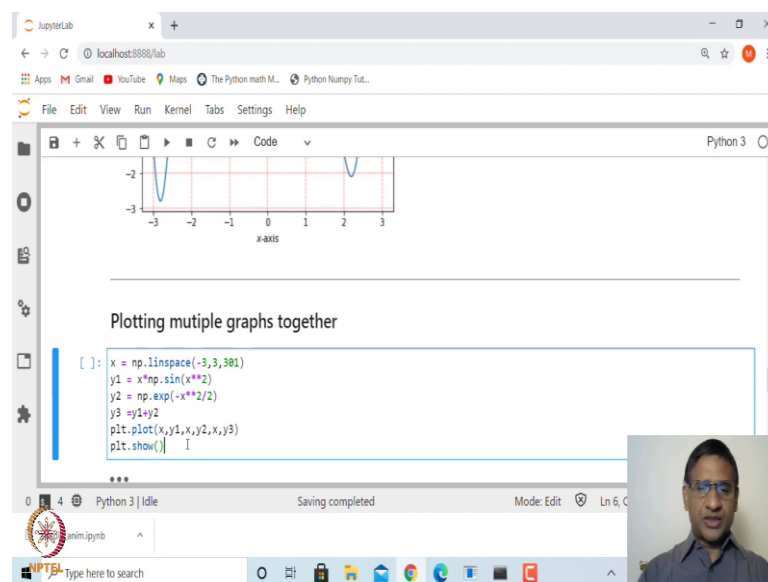 JupyterLab
localhost:8888/lab
M
Apps Gmail YouTube Maps The Python math M... Python Numpy Tut...
File Edit View Run Kernel Tabs Settings Help
Code
Python 3
−2
−3
−3 −2 −1 0 1 2 3
x-axis
Plotting mutiple graphs together
[ ]: x = np.linspace(-3,3,301)
y1 = x*np.sin(x**2)
y2 = np.exp(-x**2/2)
y3 =y1+y2
plt.plot(x,y1,x,y2,x,y3)
plt.show()
•••
0 4 Python 3 | Idle Saving completed Mode: Edit Ln 6, C
anim.ipynb
NPTEL
Type here to search